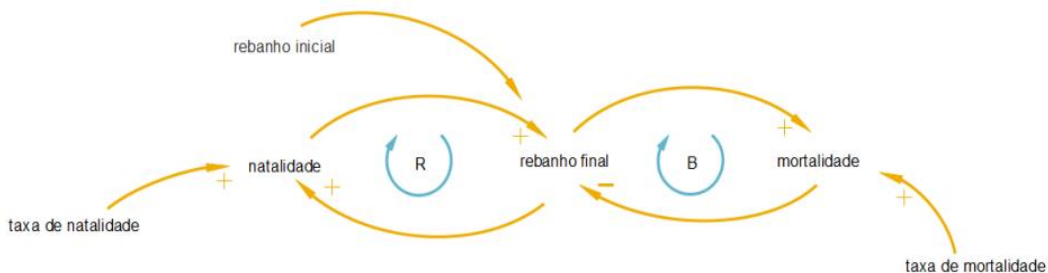 rebanho inicial
+
+
natalidade
R
rebanho final
B
mortalidade
+
+
−
+
taxa de natalidade
taxa de mortalidade